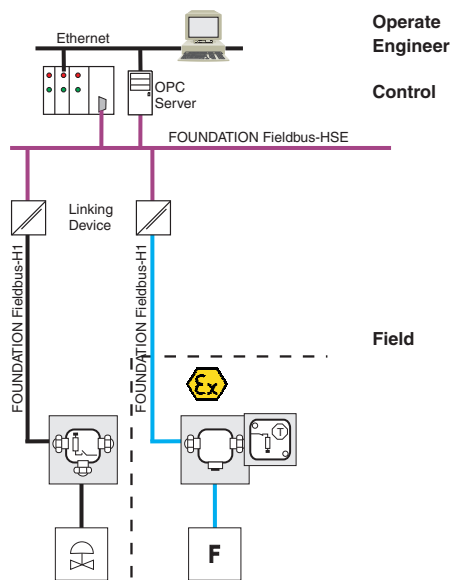 Operate
Engineer
Ethernet
OPC
Server
Control
FOUNDATION Fieldbus-HSE
Linking
Device
FOUNDATION Fieldbus-H1
FOUNDATION Fieldbus-H1
Field
Ex
T
F